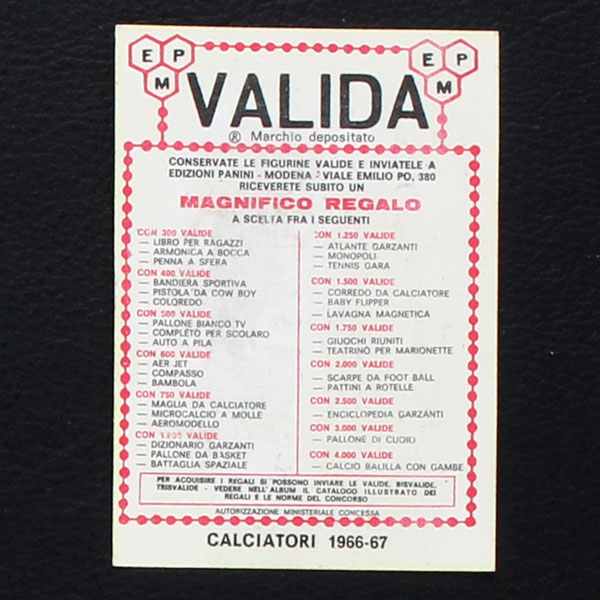 E P M
E P M
VALIDA
® Marchio depositato
CONSERVATE LE FIGURINE VALIDE E INVIATELE A
EDIZIONI PANINI - MODENA - VIALE EMILIO PO, 380
RICEVERETE SUBITO UN
MAGNIFICO REGALO
A SCELTA FRA I SEGUENTI
CON 300 VALIDE
— LIBRO PER RAGAZZI
— ARMONICA A BOCCA
— PENNA A SFERA
CON 400 VALIDE
— BANDIERA SPORTIVA
— PISTOLA DA COW BOY
— COLOREDO
CON 500 VALIDE
— PALLONE BIANCO TV
— COMPLETO PER SCOLARO
— AUTO A PILA
CON 600 VALIDE
— AER JET
— COMPASSO
— BAMBOLA
CON 750 VALIDE
— MAGLIA DA CALCIATORE
— MICROCALCIO A MOLLE
— AEROMODELLO
CON 1.000 VALIDE
— DIZIONARIO GARZANTI
— PALLONE DA BASKET
— BATTAGLIA SPAZIALE
CON 1.250 VALIDE
— ATLANTE GARZANTI
— MONOPOLI
— TENNIS GARA
CON 1.500 VALIDE
— CORREDO DA CALCIATORE
— BABY FLIPPER
— LAVAGNA MAGNETICA
CON 1.750 VALIDE
— GIUOCHI RIUNITI
— TEATRINO PER MARIONETTE
CON 2.000 VALIDE
— SCARPE DA FOOT BALL
— PATTINI A ROTELLE
CON 2.500 VALIDE
— ENCICLOPEDIA GARZANTI
CON 3.000 VALIDE
— PALLONE DI CUOIO
CON 4.000 VALIDE
— CALCIO BALILLA CON GAMBE
PER ACQUISIRE I REGALI SI POSSONO INVIARE LE VALIDE, BISVALIDE,
TRISVALIDE - VEDERE NELL'ALBUM IL CATALOGO ILLUSTRATO DEI
REGALI E LE NORME DEL CONCORSO
AUTORIZZAZIONE MINISTERIALE CONCESSA
CALCIATORI 1966-67